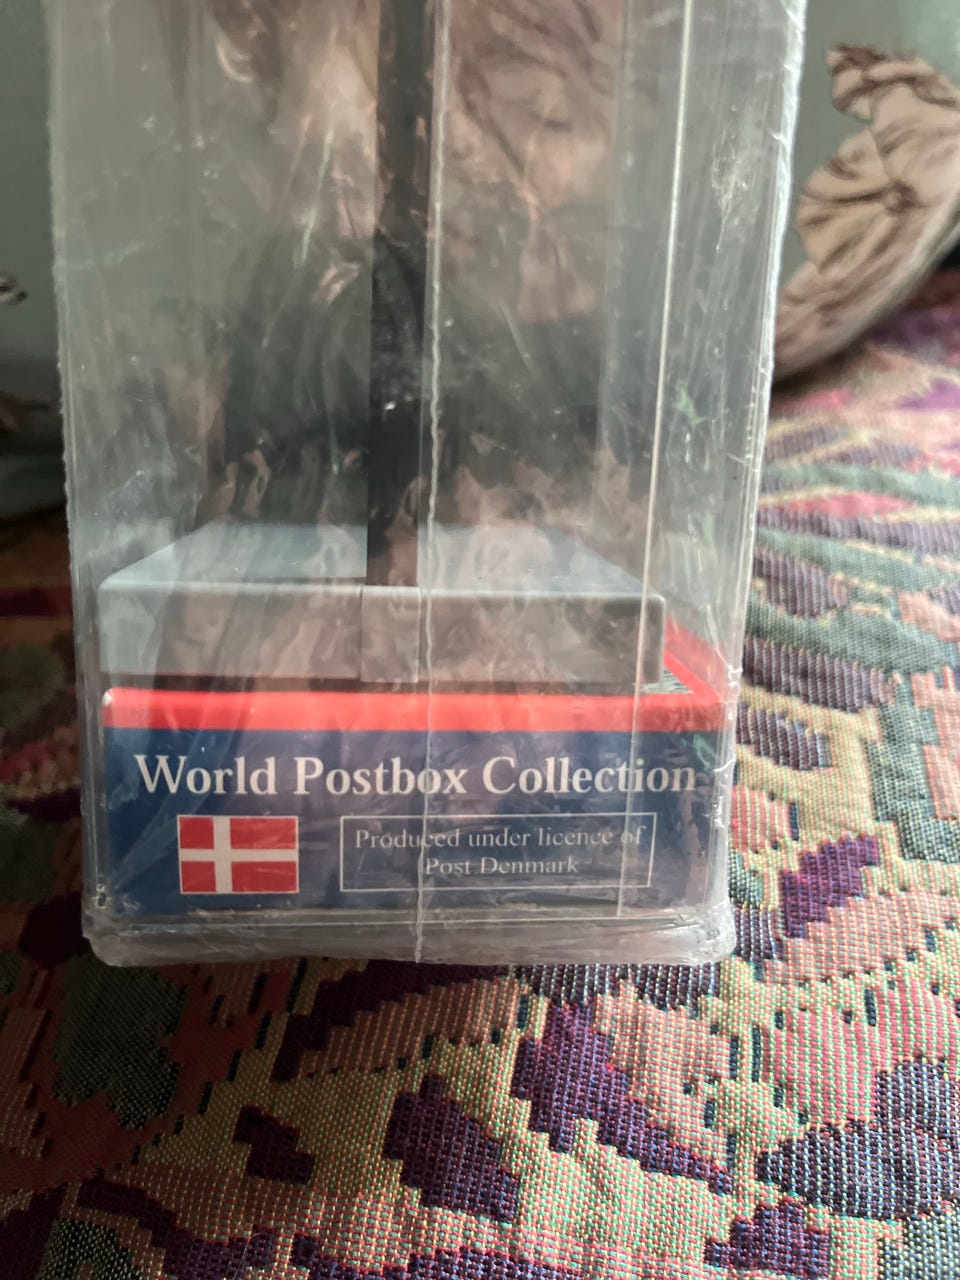 World Postbox Collection
Produced under licence of
Post Denmark